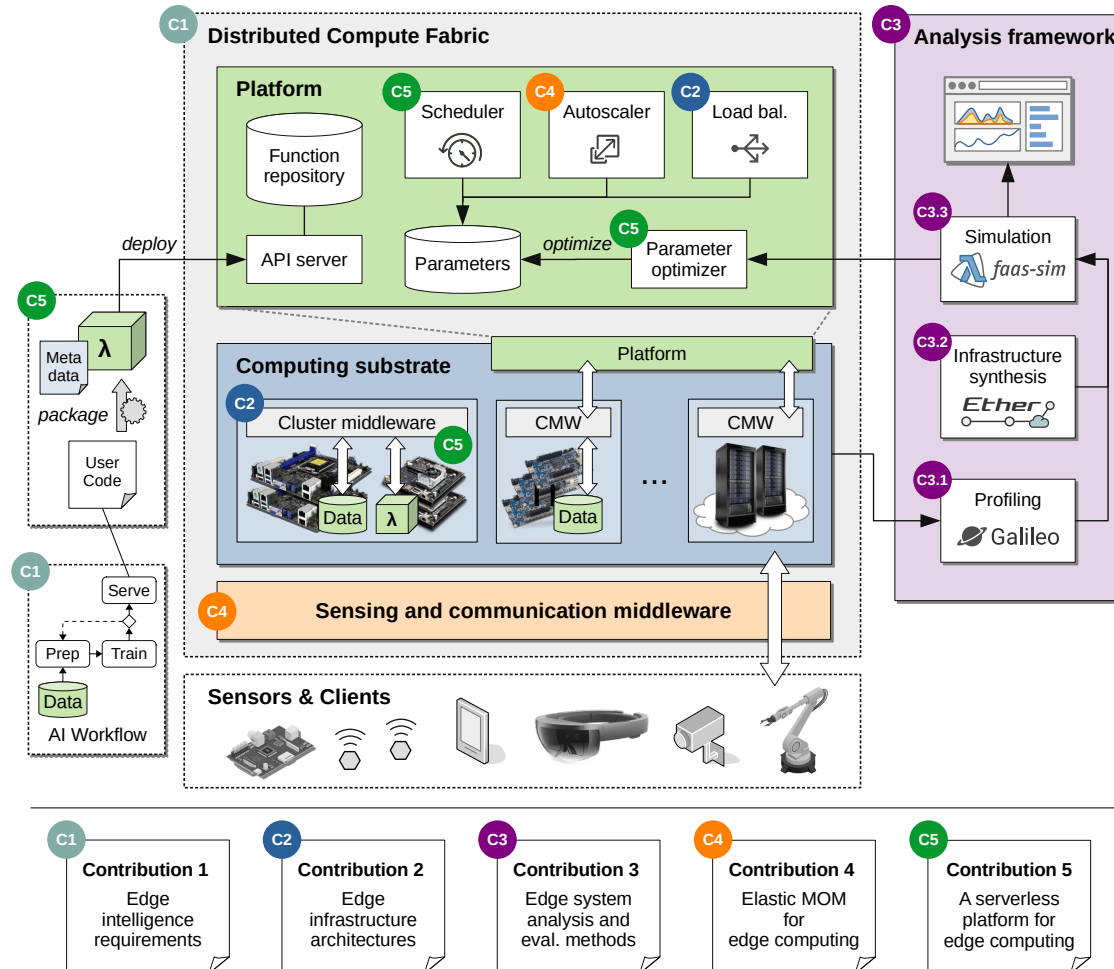 C1
Distributed Compute Fabric
Platform
Function
repository
API server
C5
Scheduler
C4
Autoscaler
C2
Load bal.
Parameters
optimize
C5
Parameter
optimizer
deploy
C5
Meta
data
λ
package
User
Code
C1
Serve
Prep
Train
Data
AI Workflow
Computing substrate
Platform
C2
Cluster middleware
C5
Data
λ
CMW
Data
...
CMW
C4
Sensing and communication middleware
Sensors & Clients
C3
Analysis framework
C3.3
Simulation
λ faas-sim
C3.2
Infrastructure
synthesis
Ether
C3.1
Profiling
Galileo
C1
Contribution 1
Edge
intelligence
requirements
C2
Contribution 2
Edge
infrastructure
architectures
C3
Contribution 3
Edge system
analysis and
eval. methods
C4
Contribution 4
Elastic MOM
for
edge computing
C5
Contribution 5
A serverless
platform for
edge computing